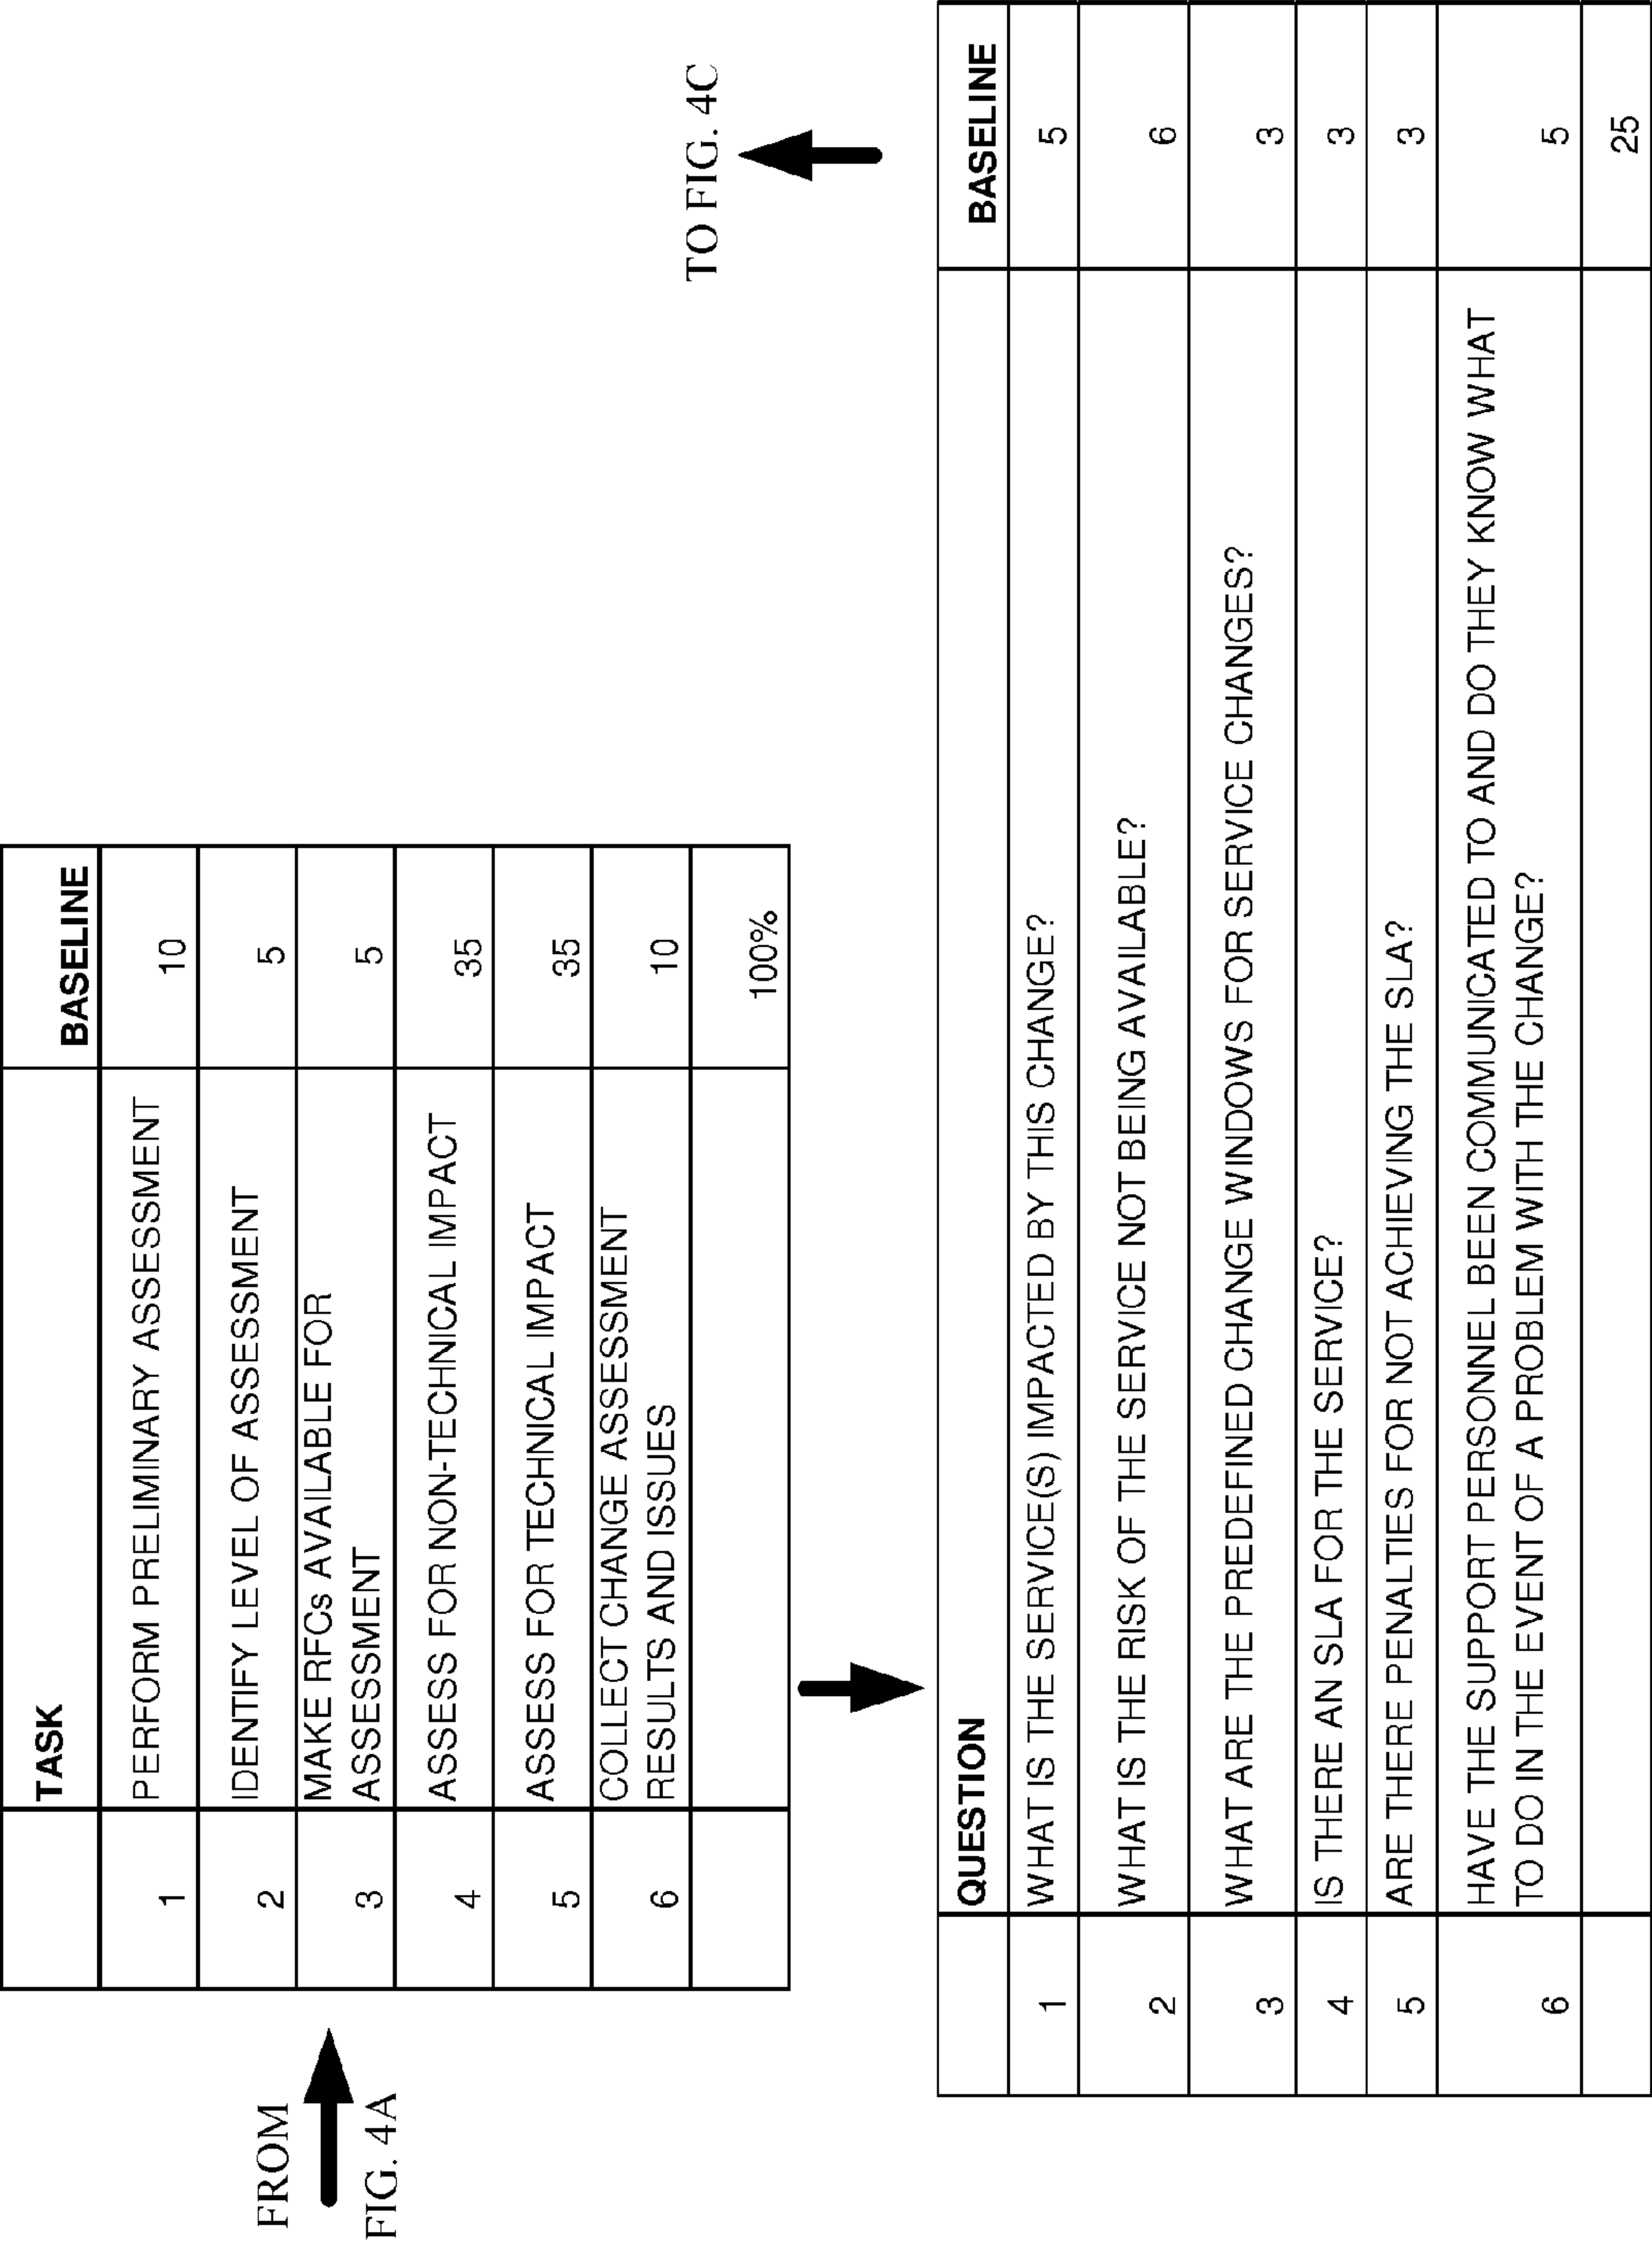 FROM
FIG. 4A
TASK BASELINE
1 PERFORM PRELIMINARY ASSESSMENT 10
2 IDENTIFY LEVEL OF ASSESSMENT 5
3 MAKE RFCs AVAILABLE FOR
ASSESSMENT 5
4 ASSESS FOR NON-TECHNICAL IMPACT 35
5 ASSESS FOR TECHNICAL IMPACT 35
6 COLLECT CHANGE ASSESSMENT
RESULTS AND ISSUES 10
100%
TO FIG. 4C
QUESTION BASELINE
1 WHAT IS THE SERVICE(S) IMPACTED BY THIS CHANGE? 5
2 WHAT IS THE RISK OF THE SERVICE NOT BEING AVAILABLE? 6
3 WHAT ARE THE PREDEFINED CHANGE WINDOWS FOR SERVICE CHANGES? 3
4 IS THERE AN SLA FOR THE SERVICE? 3
5 ARE THERE PENALTIES FOR NOT ACHIEVING THE SLA? 3
HAVE THE SUPPORT PERSONNEL BEEN COMMUNICATED TO AND DO THEY KNOW WHAT
6 TO DO IN THE EVENT OF A PROBLEM WITH THE CHANGE? 5
25